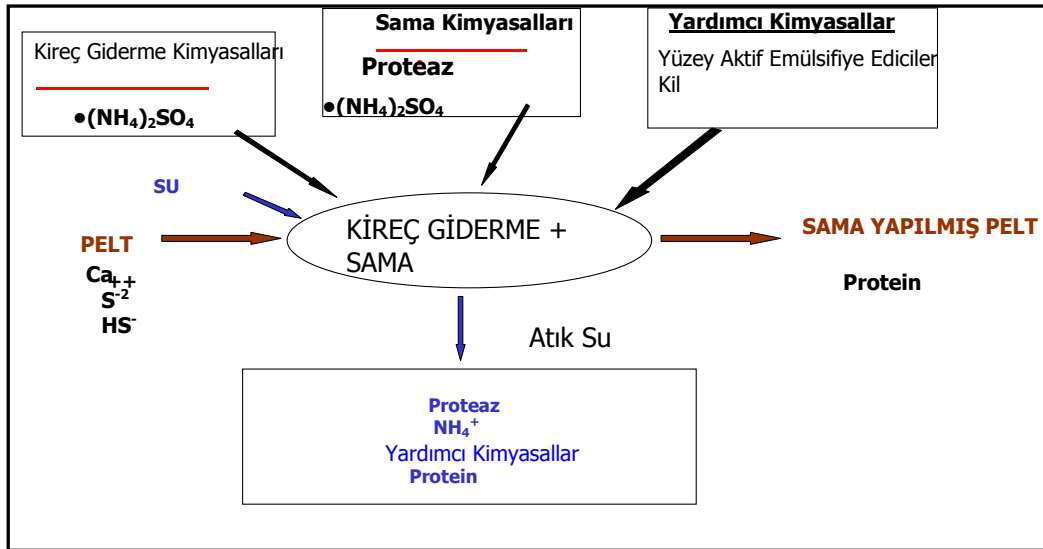 Kireç Giderme Kimyasalları
●(NH₄)₂SO₄
Sama Kimyasalları
Proteaz
●(NH₄)₂SO₄
Yardımcı Kimyasallar
Yüzey Aktif Emülsifiye Ediciler
Kil
SU
PELT
Ca++
S⁻²
HS⁻
KİREÇ GİDERME +
SAMA
SAMA YAPILMIŞ PELT
Protein
Atık Su
Proteaz
NH₄⁺
Yardımcı Kimyasallar
Protein